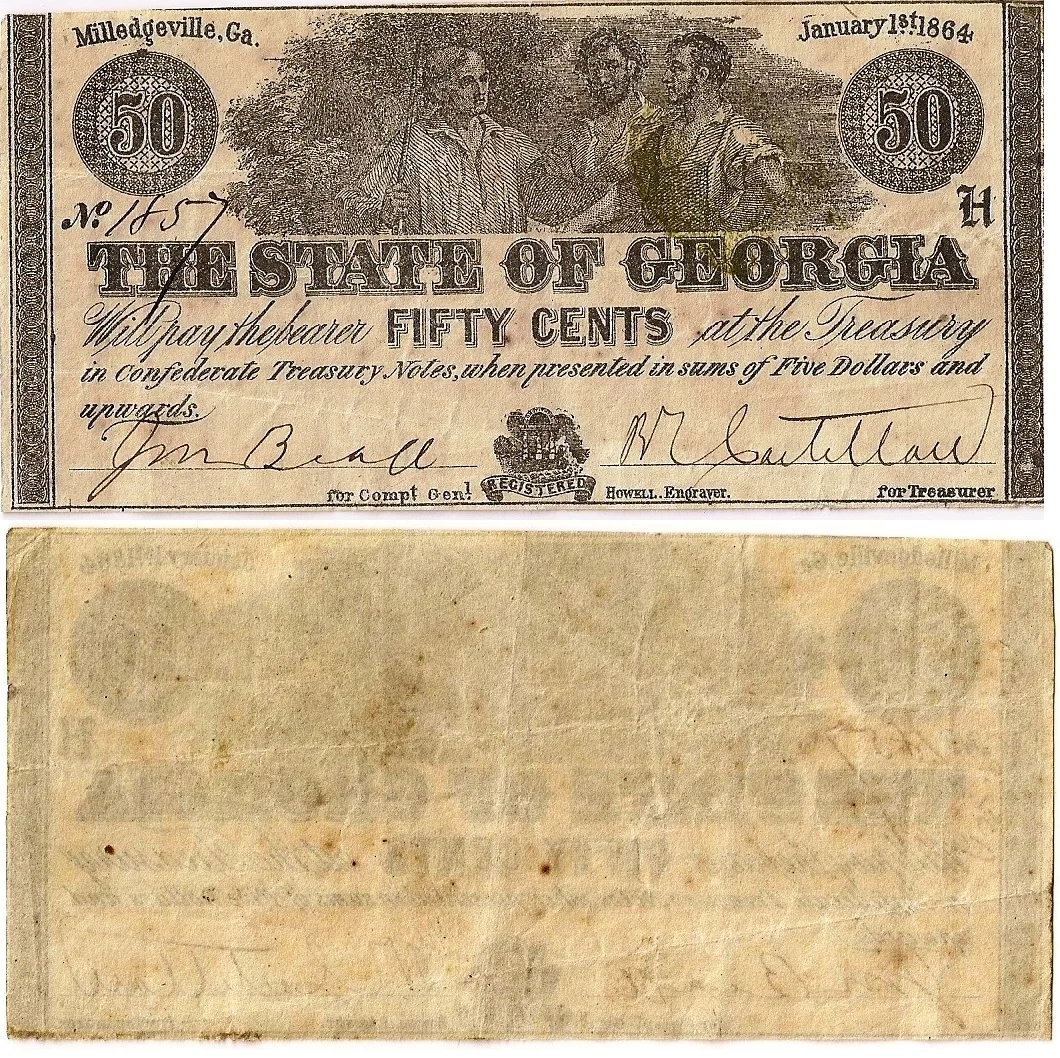 Milledgeville, Ga.
January 1st 1864
50
50
No. 1857
H
THE STATE OF GEORGIA
Will pay the bearer FIFTY CENTS at the Treasury
in Confederate Treasury Notes, when presented in sums of Five Dollars and
upwards.
for Compt Genl
REGISTERED
Howell. Engraver.
for Treasurer